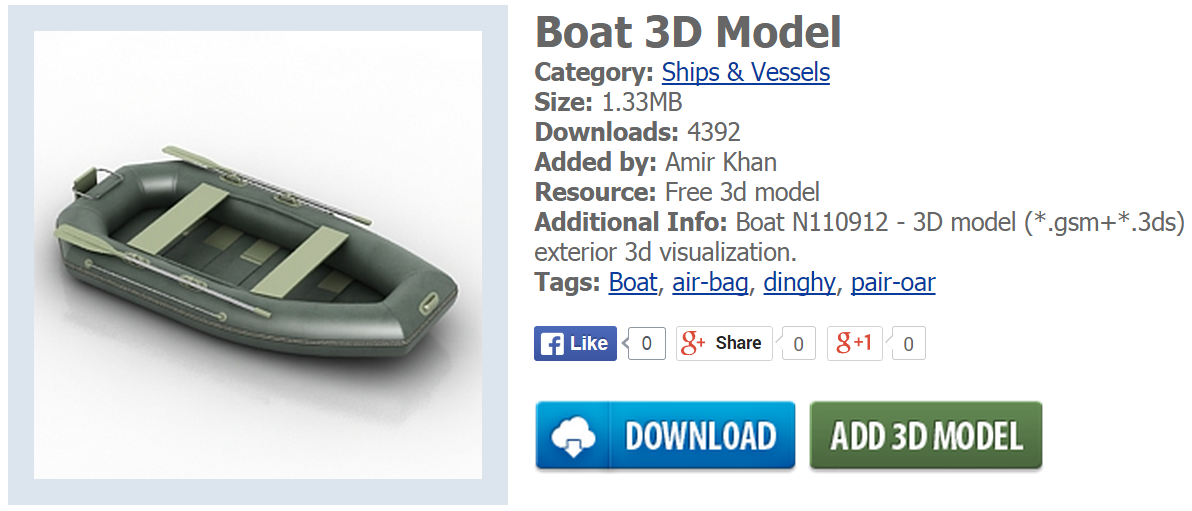 Boat 3D Model
Category: Ships & Vessels
Size: 1.33MB
Downloads: 4392
Added by: Amir Khan
Resource: Free 3d model
Additional Info: Boat N110912 - 3D model (*.gsm+*.3ds)
exterior 3d visualization.
Tags: Boat, air-bag, dinghy, pair-oar
f Like 0 g+ Share 0 g+1 0
DOWNLOAD ADD 3D MODEL